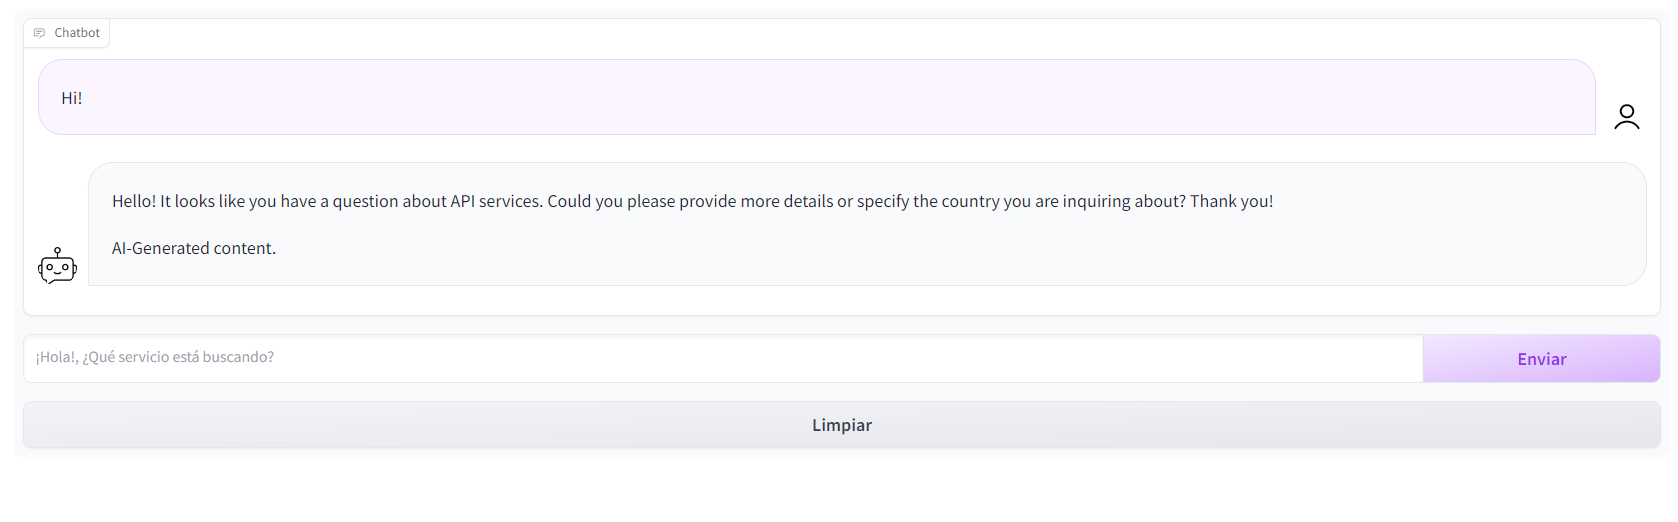 Chatbot
Hi!
Hello! It looks like you have a question about API services. Could you please provide more details or specify the country you are inquiring about? Thank you!
AI-Generated content.
¡Hola!, ¿Qué servicio está buscando?
Enviar
Limpiar